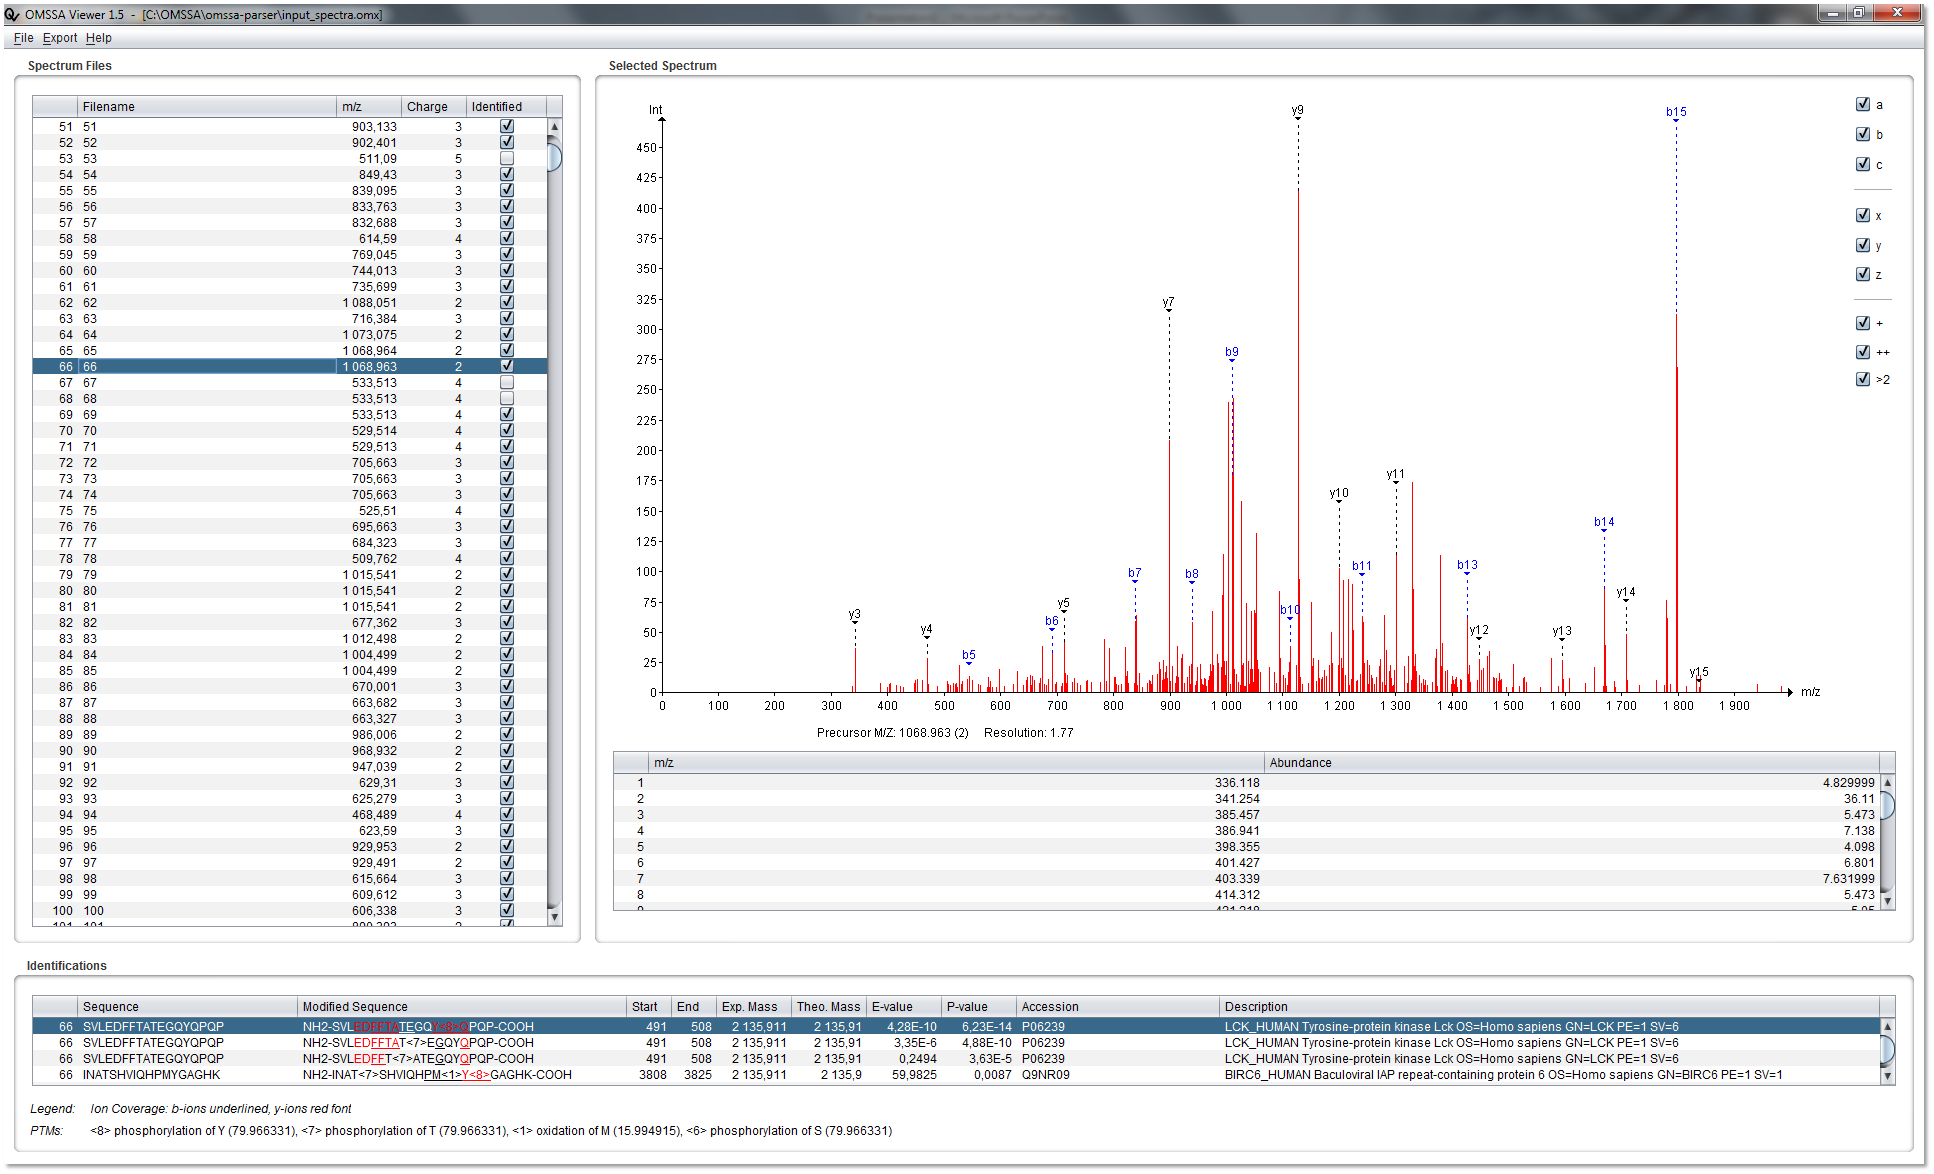 OMSSA Viewer 1.5 - [C:\OMSSA\omssa-parser\input_spectra.omx]
File Export Help
Spectrum Files
Filename m/z Charge Identified
51 51 903,133 3
52 52 902,401 3
53 53 511,09 5
54 54 849,43 3
55 55 839,095 3
56 56 833,763 3
57 57 832,688 3
58 58 614,59 4
59 59 769,045 3
60 60 744,013 3
61 61 735,699 3
62 62 1 088,051 2
63 63 716,384 3
64 64 1 073,075 2
65 65 1 068,964 2
66 66 1 068,963 2
67 67 533,513 4
68 68 533,513 4
69 69 533,513 4
70 70 529,514 4
71 71 529,513 4
72 72 705,663 3
73 73 705,663 3
74 74 705,663 3
75 75 525,51 4
76 76 695,663 3
77 77 684,323 3
78 78 509,762 4
79 79 1 015,541 2
80 80 1 015,541 2
81 81 1 015,541 2
82 82 677,362 3
83 83 1 012,498 2
84 84 1 004,499 2
85 85 1 004,499 2
86 86 670,001 3
87 87 663,682 3
88 88 663,327 3
89 89 986,006 2
90 90 968,932 2
91 91 947,039 2
92 92 629,31 3
93 93 625,279 3
94 94 468,489 4
95 95 623,59 3
96 96 929,953 2
97 97 929,491 2
98 98 615,664 3
99 99 609,612 3
100 100 606,338 3
Selected Spectrum
Int
450
425
400
375
350
325
300
275
250
225
200
175
150
125
100
75
50
25
0
y3 y4 b5 b6 y5 b7 y7 b8 b9 b10 y9 y10 b11 y11 b13 y12 y13 b14 y14 b15 y15
0 100 200 300 400 500 600 700 800 900 1 000 1 100 1 200 1 300 1 400 1 500 1 600 1 700 1 800 1 900 m/z
Precursor M/Z: 1068.963 (2) Resolution: 1.77
a
b
c
x
y
z
+
++
>2
m/z Abundance
1 336.118 4.829999
2 341.254 36.11
3 385.457 5.473
4 386.941 7.138
5 398.355 4.098
6 401.427 6.801
7 403.339 7.631999
8 414.312 5.473
Identifications
Sequence Modified Sequence Start End Exp. Mass Theo. Mass E-value P-value Accession Description
66 SVLEDFFTATEGQYQPQP NH2-SVLEDFFTATEGQY<8>QPQP-COOH 491 508 2 135,911 2 135,91 4,28E-10 6,23E-14 P06239 LCK_HUMAN Tyrosine-protein kinase Lck OS=Homo sapiens GN=LCK PE=1 SV=6
66 SVLEDFFTATEGQYQPQP NH2-SVLEDFFTAT<7>EGQYQPQP-COOH 491 508 2 135,911 2 135,91 3,35E-6 4,88E-10 P06239 LCK_HUMAN Tyrosine-protein kinase Lck OS=Homo sapiens GN=LCK PE=1 SV=6
66 SVLEDFFTATEGQYQPQP NH2-SVLEDFFT<7>ATEGQYQPQP-COOH 491 508 2 135,911 2 135,91 0,2494 3,63E-5 P06239 LCK_HUMAN Tyrosine-protein kinase Lck OS=Homo sapiens GN=LCK PE=1 SV=6
66 INATSHVIQHPMYGAGHK NH2-INAT<7>SHVIQHPM<1>Y<8>GAGHK-COOH 3808 3825 2 135,911 2 135,9 59,9825 0,0087 Q9NR09 BIRC6_HUMAN Baculoviral IAP repeat-containing protein 6 OS=Homo sapiens GN=BIRC6 PE=1 SV=1
Legend: Ion Coverage: b-ions underlined, y-ions red font
PTMs: <8> phosphorylation of Y (79.966331), <7> phosphorylation of T (79.966331), <1> oxidation of M (15.994915), <6> phosphorylation of S (79.966331)